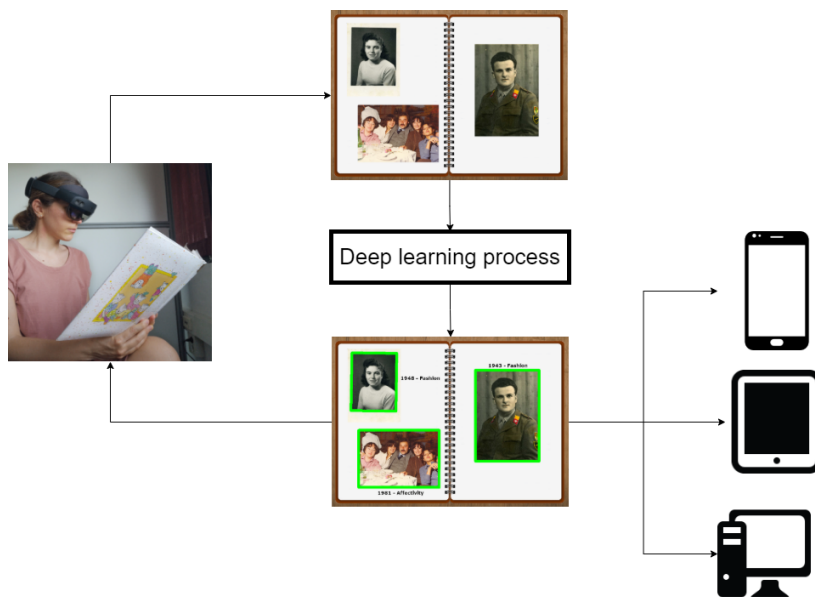 Deep learning process
1948 - Fashion
1943 - Fashion
1981 - Affectivity